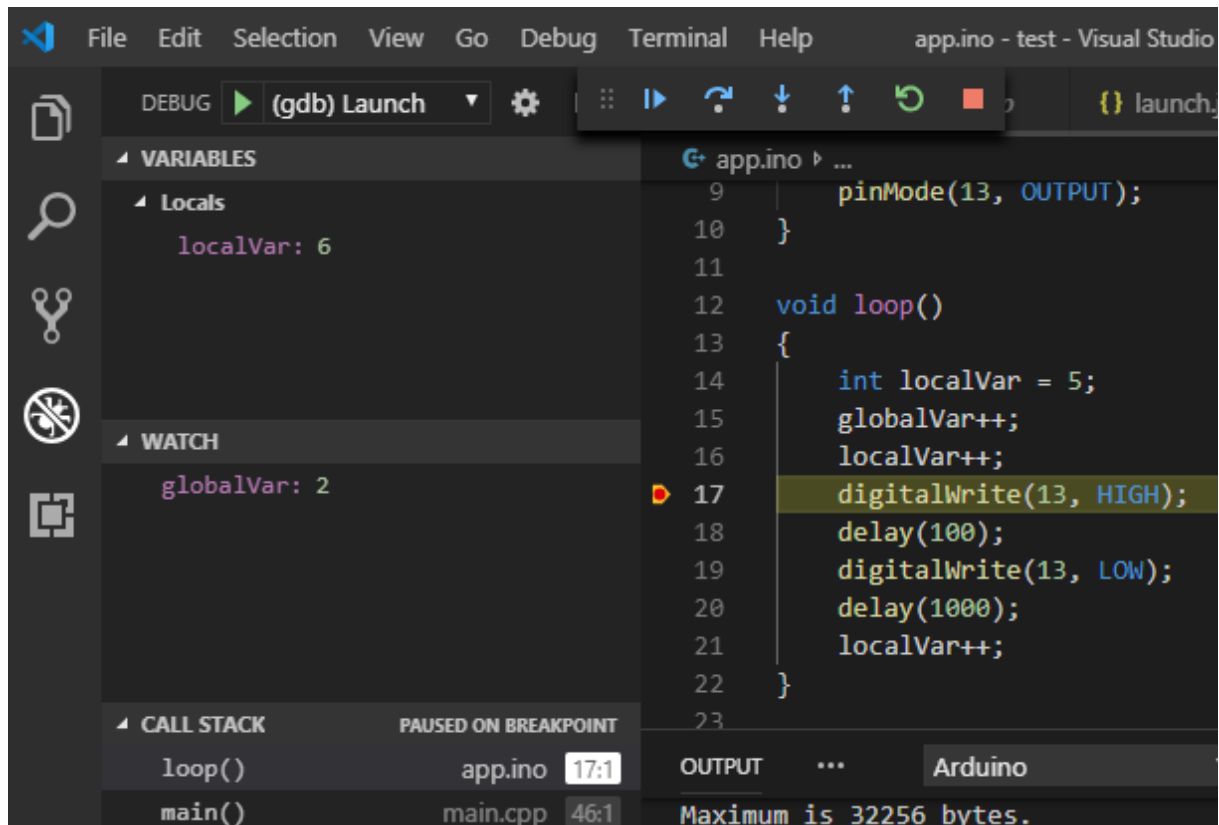 File Edit Selection View Go Debug Terminal Help app.ino - test - Visual Studio
DEBUG (gdb) Launch
{} launch.j
VARIABLES
Locals
localVar: 6
WATCH
globalVar: 2
CALL STACK PAUSED ON BREAKPOINT
loop() app.ino 17:1
main() main.cpp 46:1
app.ino ...
9 pinMode(13, OUTPUT);
10 }
11
12 void loop()
13 {
14 int localVar = 5;
15 globalVar++;
16 localVar++;
17 digitalWrite(13, HIGH);
18 delay(100);
19 digitalWrite(13, LOW);
20 delay(1000);
21 localVar++;
22 }
23
OUTPUT ... Arduino
Maximum is 32256 bytes.